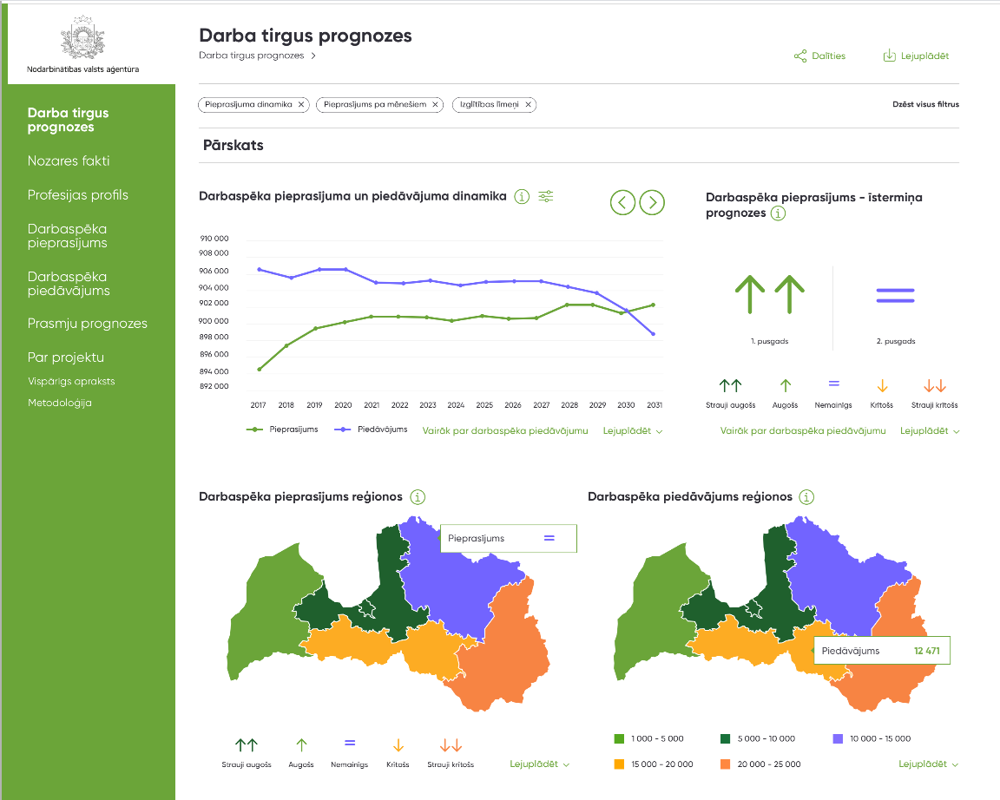 Nodarbinātības valsts aģentūra
Darba tirgus
prognozes
Nozares fakti
Profesijas profils
Darbaspēka
pieprasījums
Darbaspēka
piedāvājums
Prasmju prognozes
Par projektu
Vispārīgs apraksts
Metodoloģija
Darba tirgus prognozes
Darba tirgus prognozes >
Dalīties
Lejuplādēt
Pieprasījuma dinamika ×
Pieprasījums pa mēnešiem ×
Izglītības līmeņi ×
Dzēst visus filtrus
Pārskats
Darbaspēka pieprasījuma un piedāvājuma dinamika
910 000
908 000
906 000
904 000
902 000
900 000
898 000
896 000
894 000
892 000
2017 2018 2019 2020 2021 2022 2023 2024 2025 2026 2027 2028 2029 2030 2031
Pieprasījums Piedāvājums Vairāk par darbaspēka piedāvājumu Lejuplādēt
Darbaspēka pieprasījums - īstermiņa
prognozes
1. pusgads 2. pusgads
Strauji augošs Augošs Nemainīgs Krītošs Strauji krītošs
Vairāk par darbaspēka piedāvājumu Lejuplādēt
Darbaspēka pieprasījums reģionos
Pieprasījums =
Strauji augošs Augošs Nemainīgs Krītošs Strauji krītošs
Lejuplādēt
Darbaspēka piedāvājums reģionos
Piedāvājums 12 471
1 000 - 5 000 5 000 - 10 000 10 000 - 15 000
15 000 - 20 000 20 000 - 25 000
Lejuplādēt